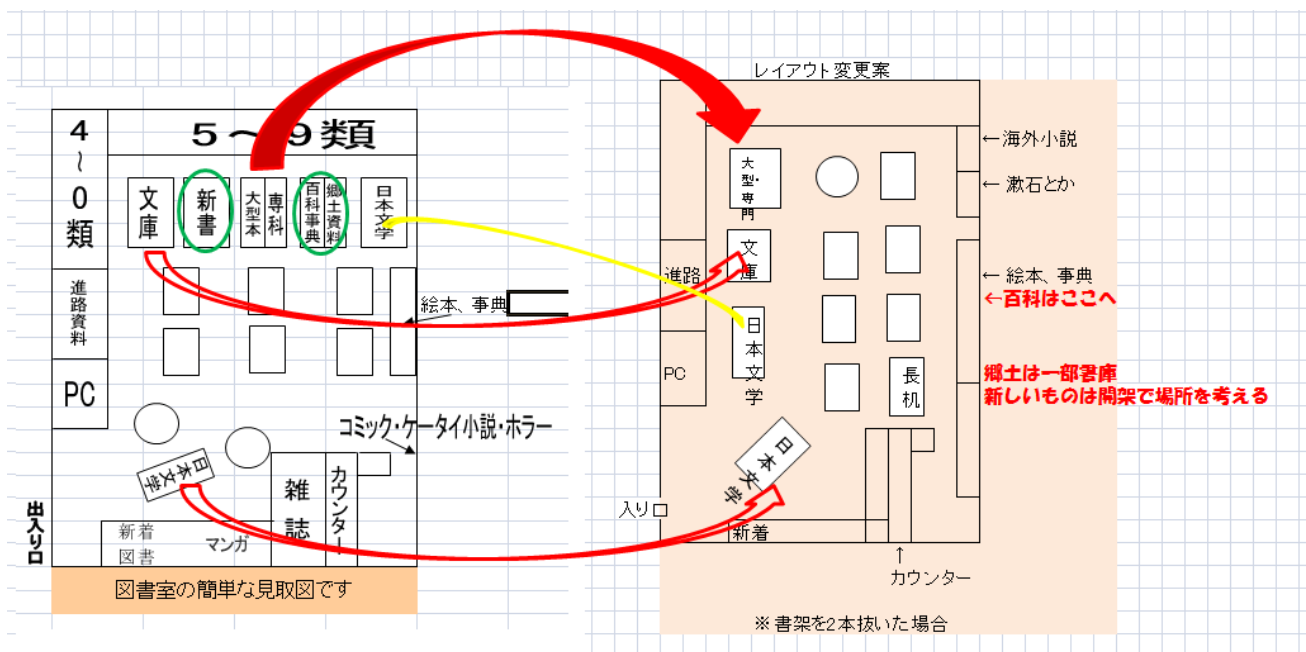 4～0類
5～9類
文庫
新書
大型本
専科
百科事典
郷土資料
日本文学
進路資料
絵本、事典
PC
コミック・ケータイ小説・ホラー
日本文学
雑誌
カウンター
出入り口
新着図書
マンガ
図書室の簡単な見取図です
レイアウト変更案
←海外小説
大型・専門
← 漱石とか
文庫
進路
← 絵本、事典
←百科はここへ
日本文学
PC
長机
郷土は一部書庫
新しいものは開架で場所を考える
日本文学
入り口
新着
↑
カウンター
※書架を2本抜いた場合